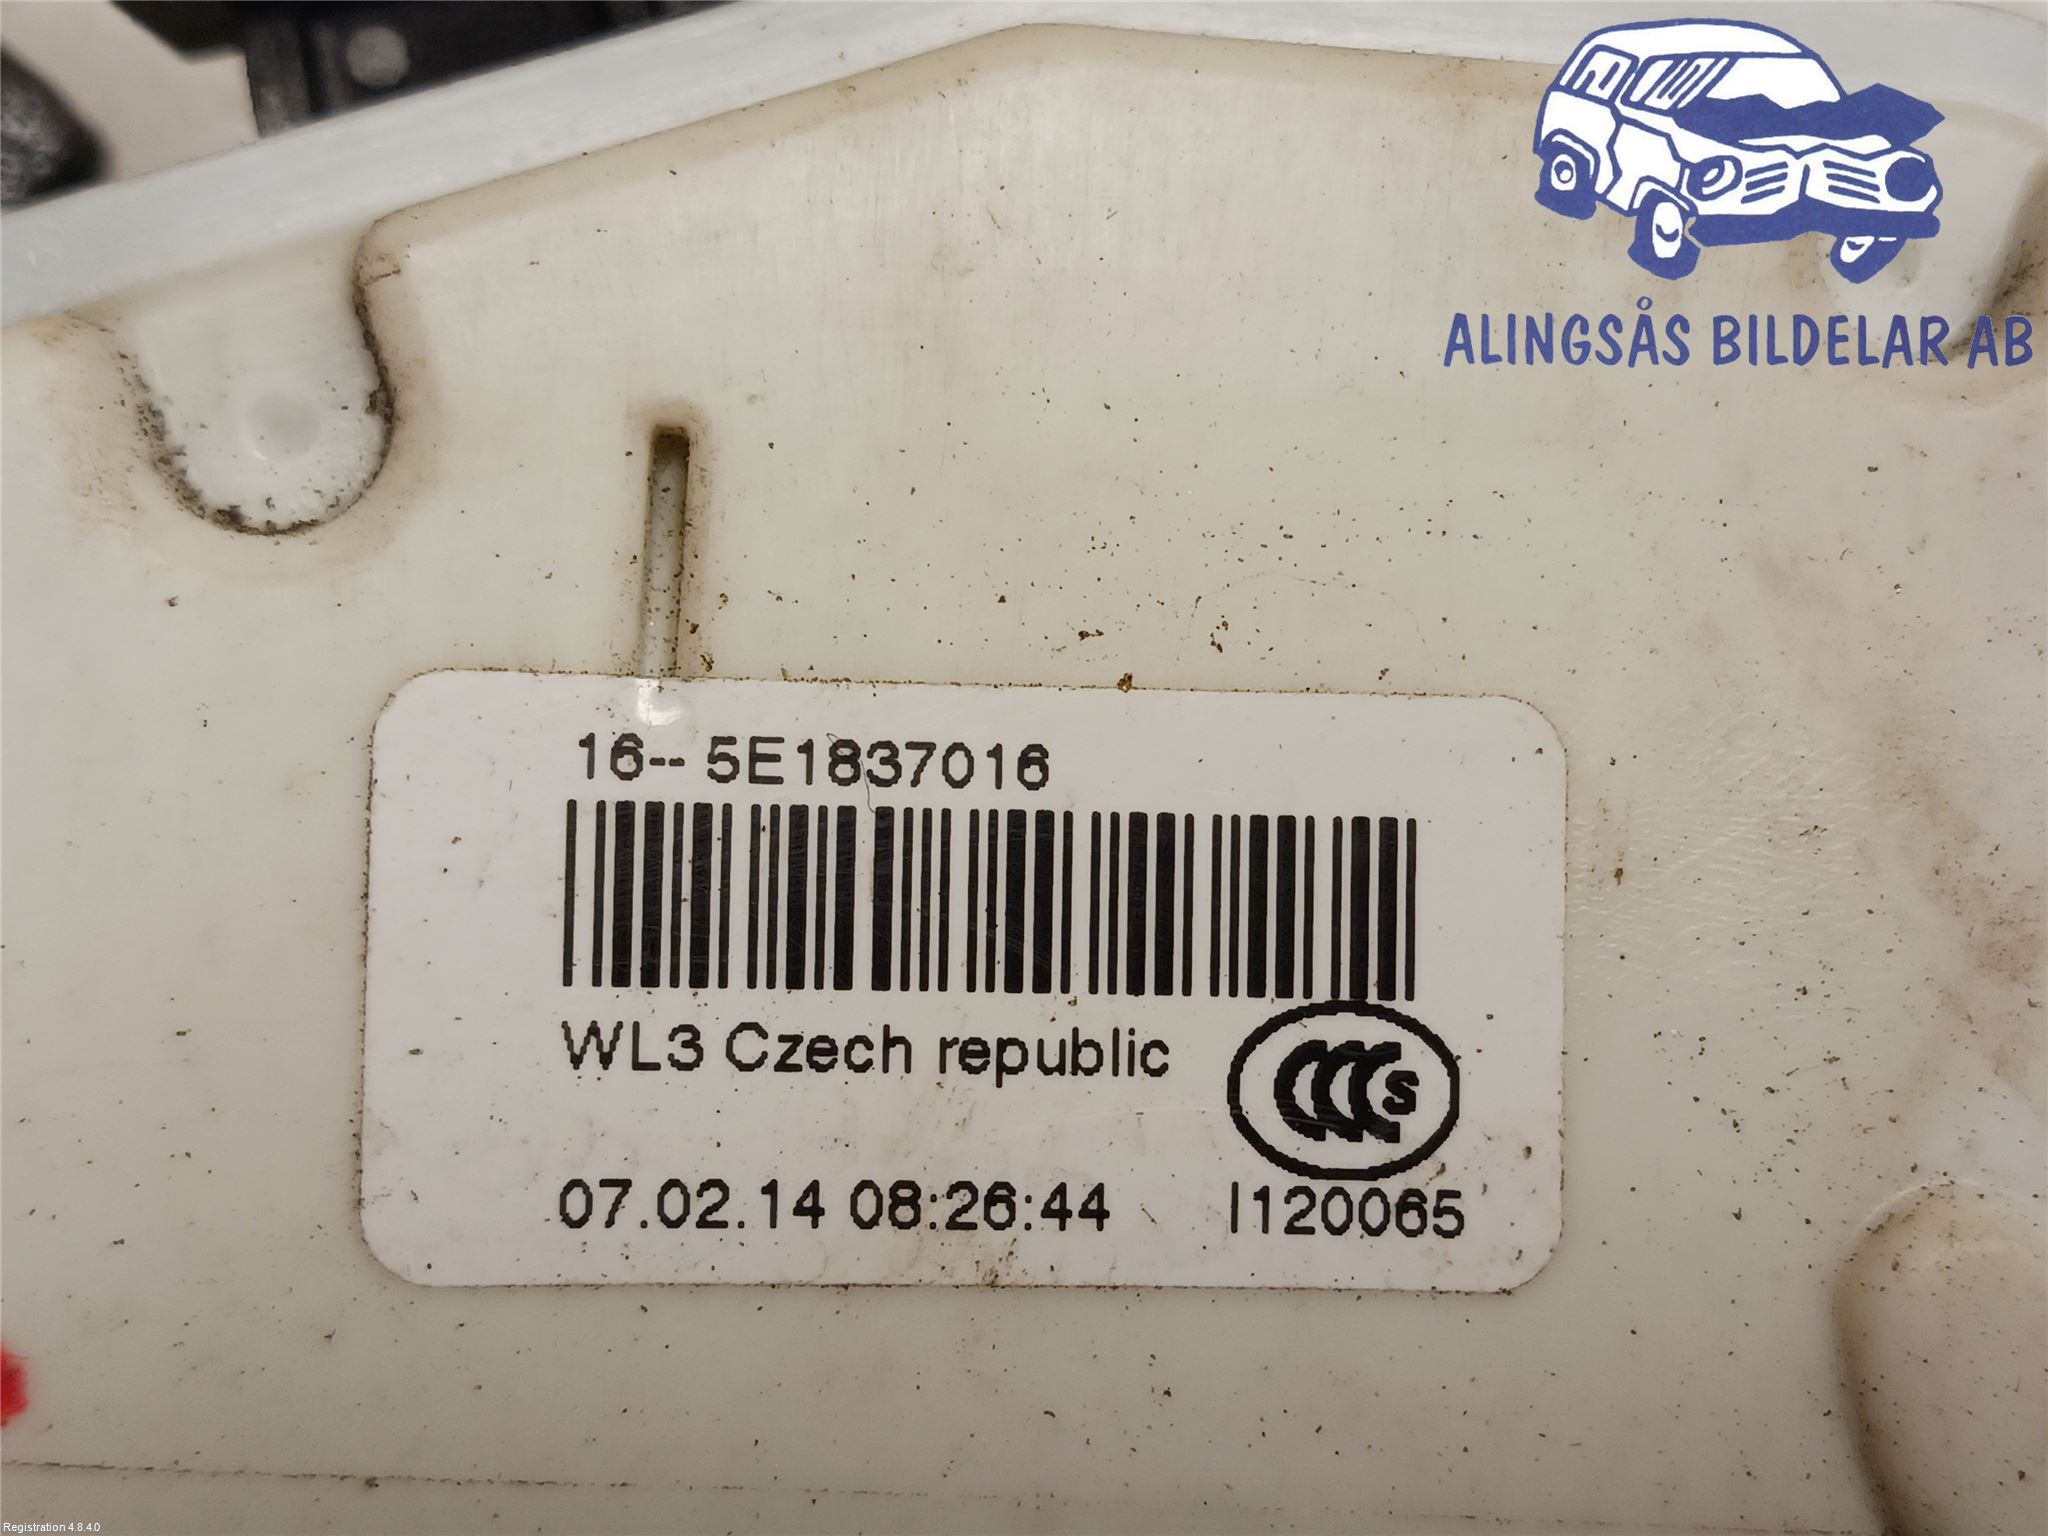 ALINGSÅS BILDELAR AB
16-- 5E1837016
WL3 Czech republic
CCC S
07.02.14 08:26:44 I120065
Registration 4.8.4.0